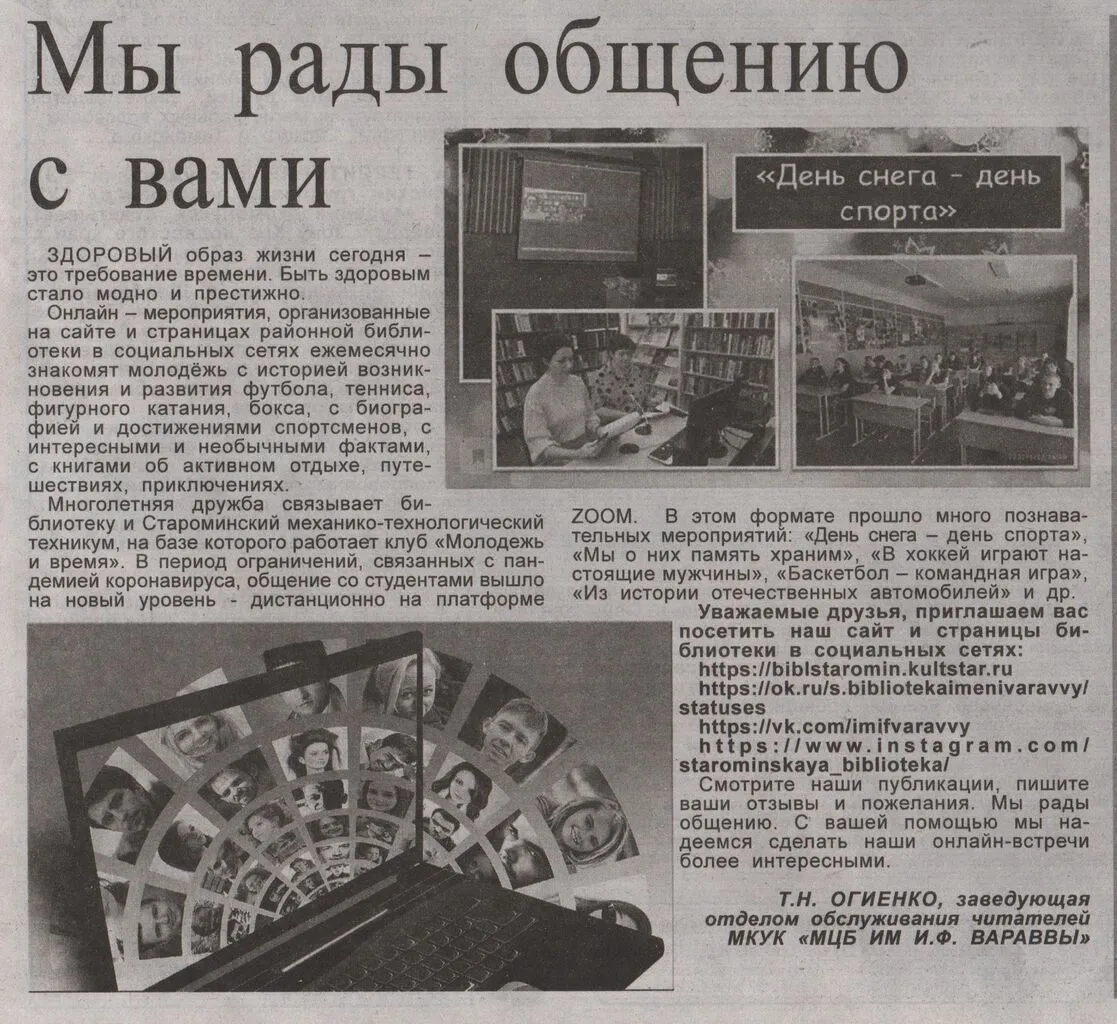 Мы рады общению
с вами
«День снега – день
спорта»
ЗДОРОВЫЙ образ жизни сегодня –
это требование времени. Быть здоровым
стало модно и престижно.
Онлайн – мероприятия, организованные
на сайте и страницах районной библи-
отеки в социальных сетях ежемесячно
знакомят молодёжь с историей возник-
новения и развития футбола, тенниса,
фигурного катания, бокса, с биогра-
фией и достижениями спортсменов, с
интересными и необычными фактами,
с книгами об активном отдыхе, путе-
шествиях, приключениях.
Многолетняя дружба связывает би-
блиотеку и Староминский механико-технологический
техникум, на базе которого работает клуб «Молодежь
и время». В период ограничений, связанных с пан-
демией коронавируса, общение со студентами вышло
на новый уровень - дистанционно на платформе
ZOOM. В этом формате прошло много познава-
тельных мероприятий: «День снега – день спорта»,
«Мы о них память храним», «В хоккей играют на-
стоящие мужчины», «Баскетбол – командная игра»,
«Из истории отечественных автомобилей» и др.
Уважаемые друзья, приглашаем вас
посетить наш сайт и страницы би-
блиотеки в социальных сетях:
https://biblstaromin.kultstar.ru
https://ok.ru/s.bibliotekaimenivaravvy/
statuses
https://vk.com/imifvaravvy
https://www.instagram.com/
starominskaya_biblioteka/
Смотрите наши публикации, пишите
ваши отзывы и пожелания. Мы рады
общению. С вашей помощью мы на-
деемся сделать наши онлайн-встречи
более интересными.
Т.Н. ОГИЕНКО, заведующая
отделом обслуживания читателей
МКУК «МЦБ ИМ И.Ф. ВАРАВВЫ»